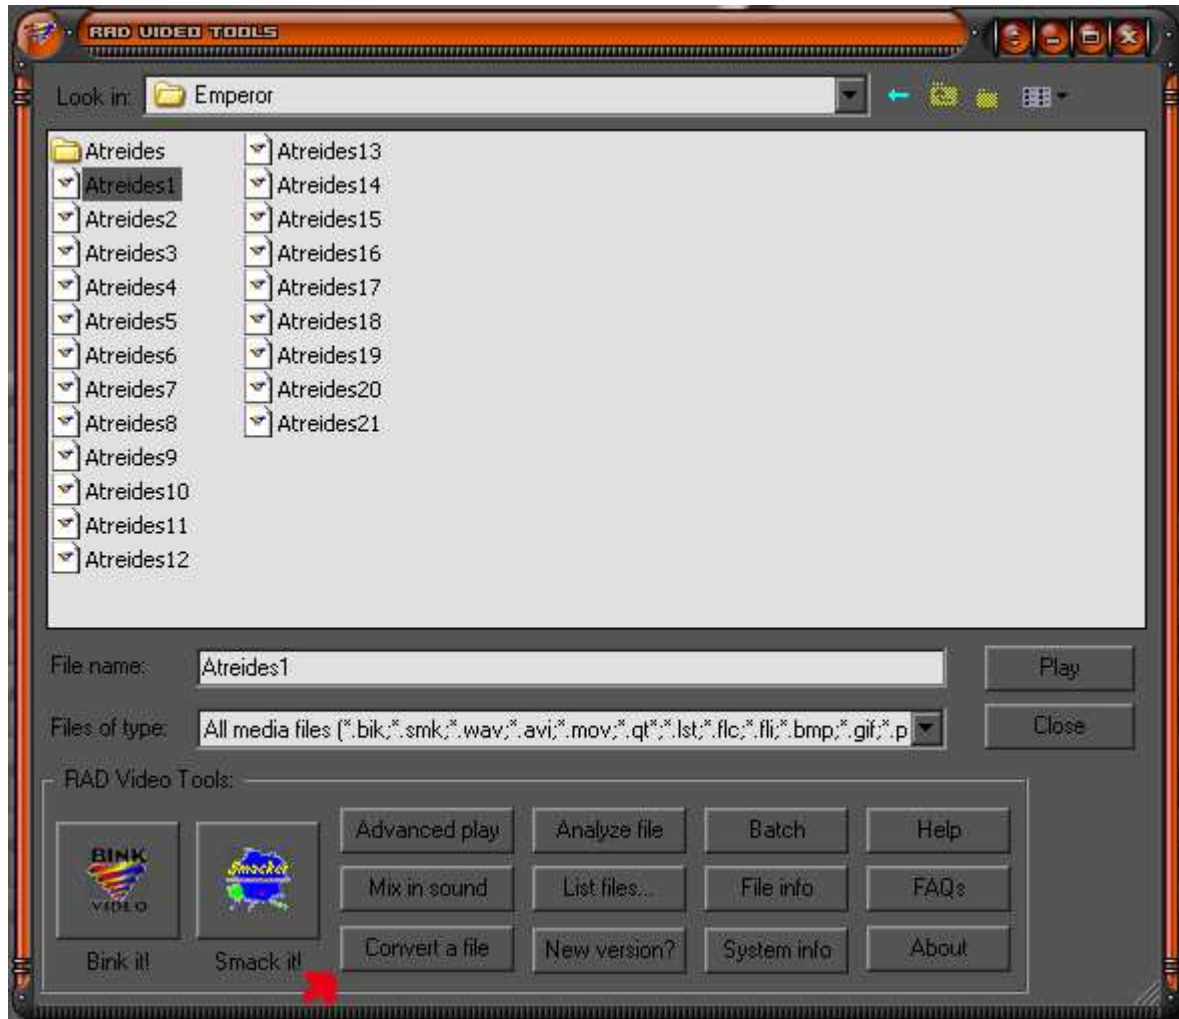 RAD VIDEO TOOLS
Look in: Emperor
Atreides
Atreides1
Atreides2
Atreides3
Atreides4
Atreides5
Atreides6
Atreides7
Atreides8
Atreides9
Atreides10
Atreides11
Atreides12
Atreides13
Atreides14
Atreides15
Atreides16
Atreides17
Atreides18
Atreides19
Atreides20
Atreides21
File name: Atreides1 Play
Files of type: All media files (*.bik;*.smk;*.wav;*.avi;*.mov;*.qt*;*.lst;*.flc;*.fli;*.bmp;*.gif;*.p Close
RAD Video Tools:
BINK
VIDEO
Bink it!
Smacker
Smack it!
Advanced play Analyze file Batch Help
Mix in sound List files... File info FAQs
Convert a file New version? System info About